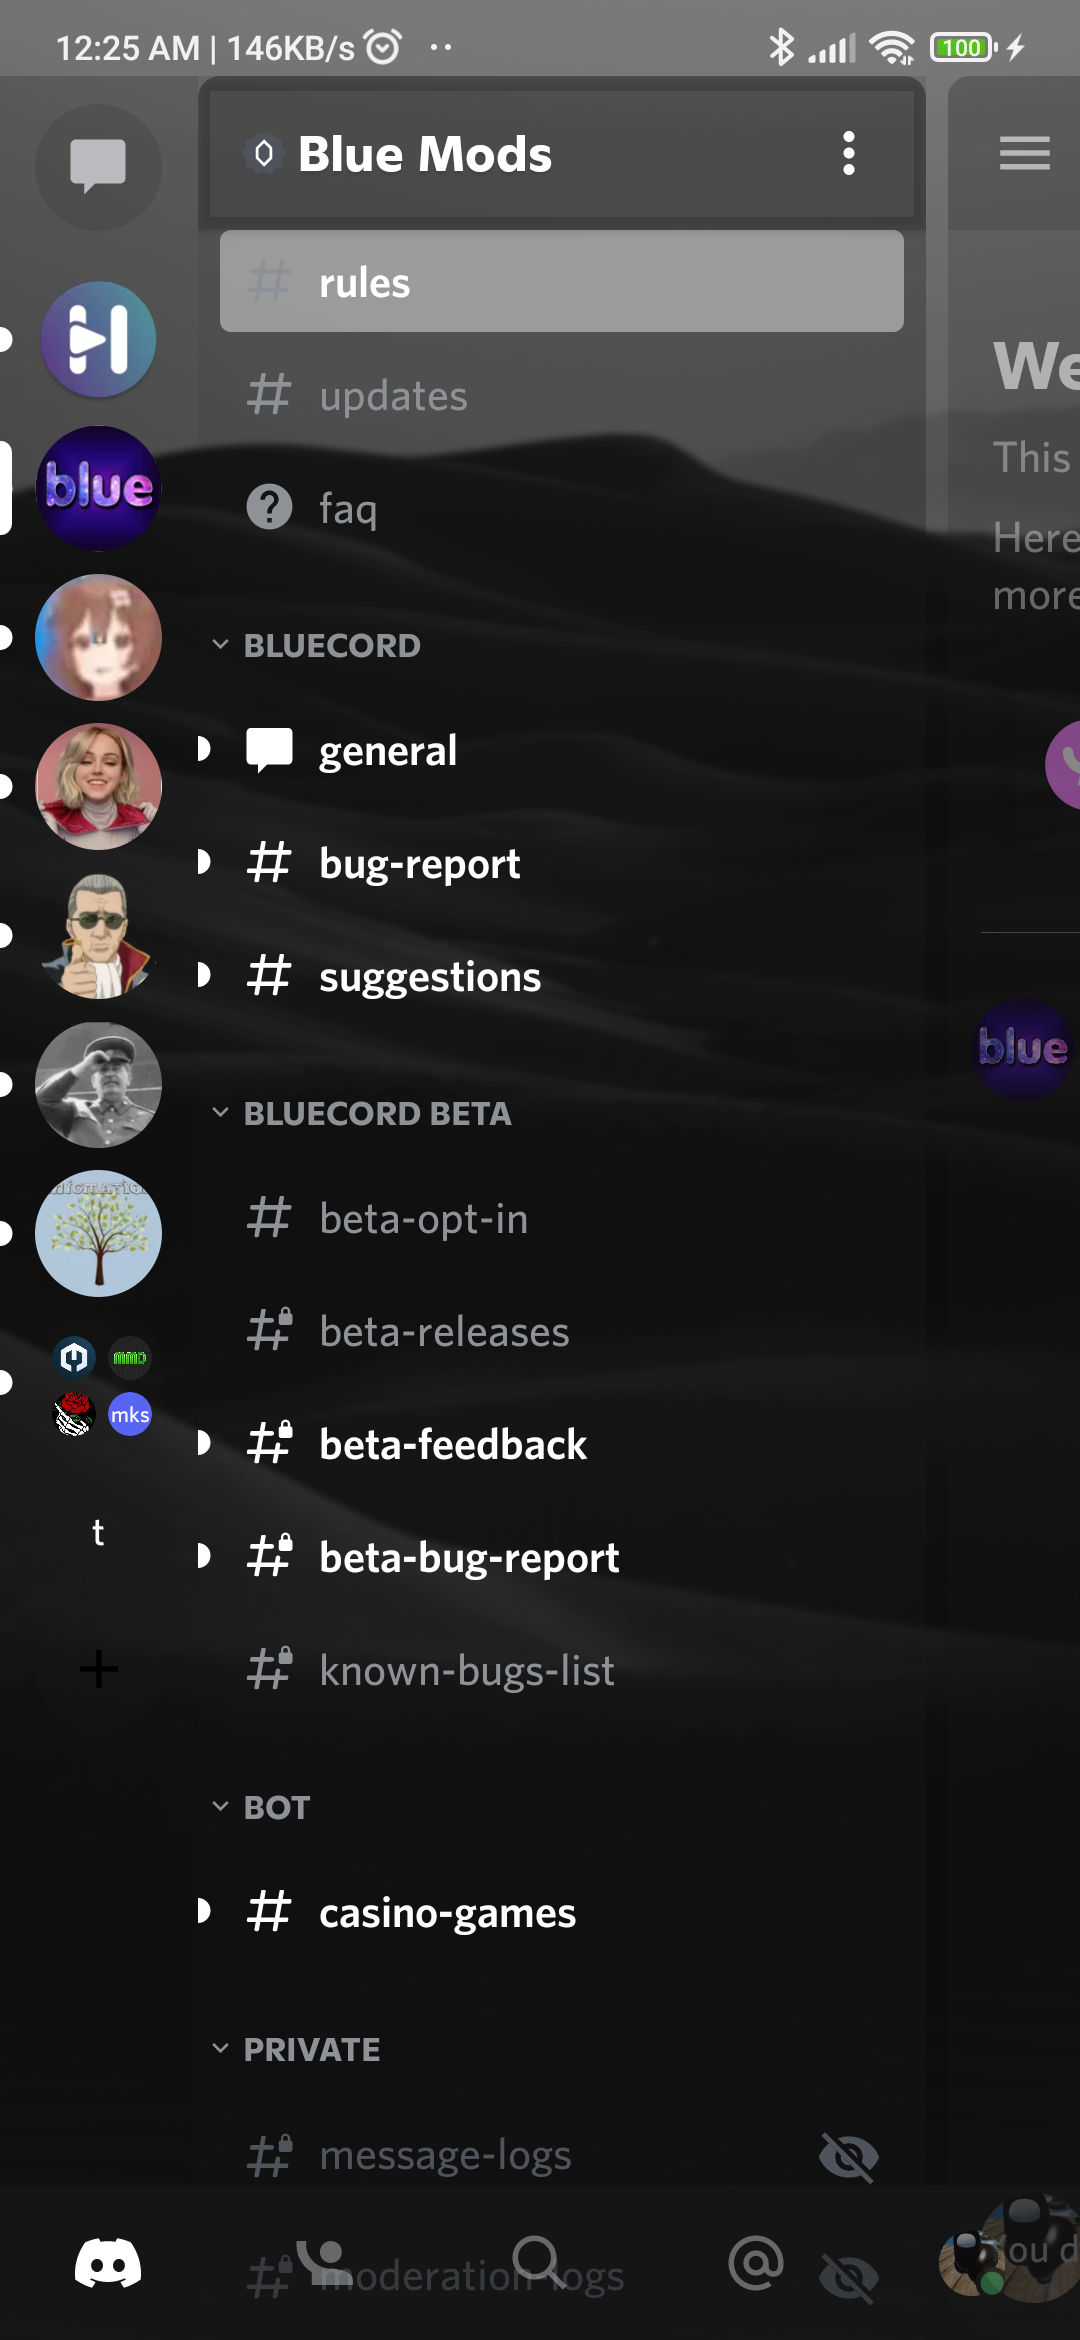 12:25 AM | 146KB/s
100
Blue Mods
rules
We
updates
This
blue
faq
Here
more
BLUECORD
general
bug-report
suggestions
blue
BLUECORD BETA
beta-opt-in
beta-releases
mmd
mks
beta-feedback
t
beta-bug-report
known-bugs-list
BOT
casino-games
PRIVATE
message-logs
You d
moderation-logs